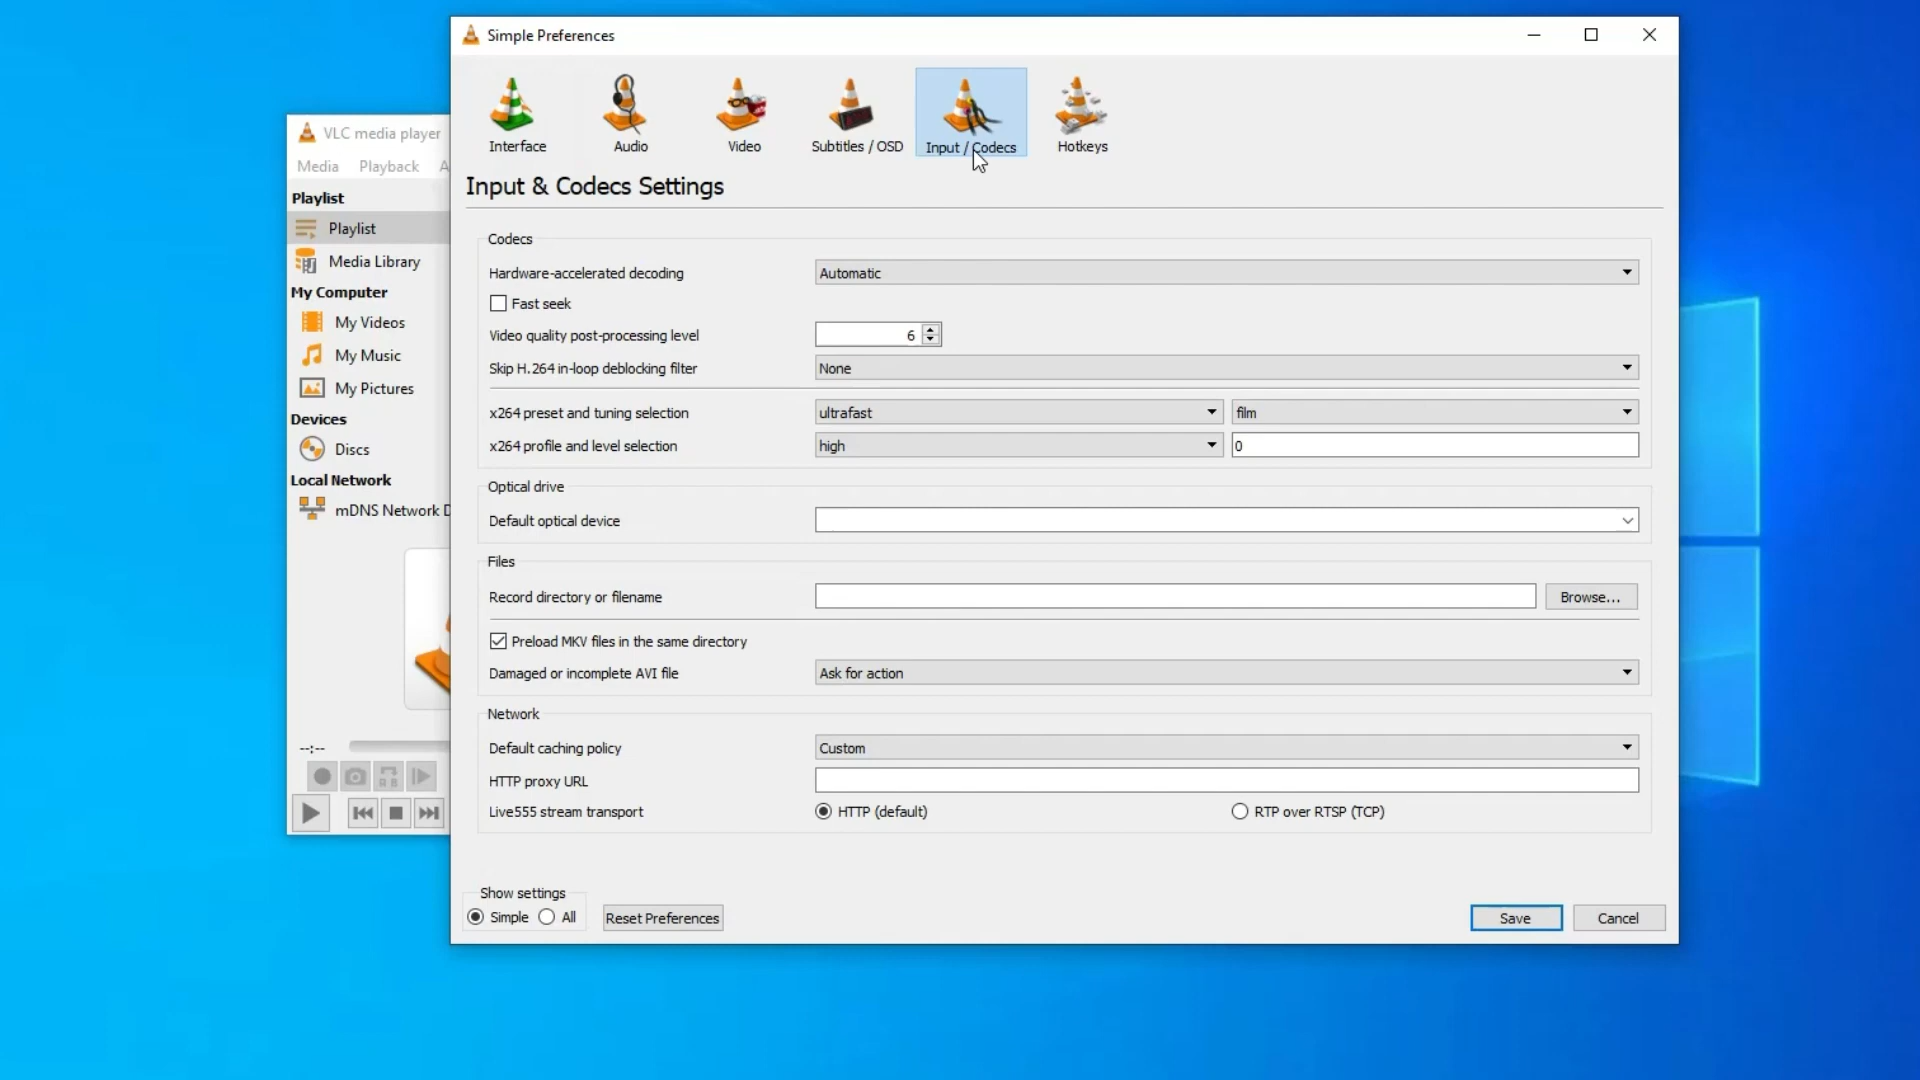 Simple Preferences
Interface
Audio
Video
Subtitles / OSD
Input / Codecs
Hotkeys
Input & Codecs Settings
VLC media player
Media Playback A
Playlist
Playlist
Media Library
My Computer
My Videos
My Music
My Pictures
Devices
Discs
Local Network
mDNS Network D
--:--
Codecs
Hardware-accelerated decoding Automatic
Fast seek
Video quality post-processing level 6
Skip H.264 in-loop deblocking filter None
x264 preset and tuning selection ultrafast film
x264 profile and level selection high 0
Optical drive
Default optical device
Files
Record directory or filename Browse...
Preload MKV files in the same directory
Damaged or incomplete AVI file Ask for action
Network
Default caching policy Custom
HTTP proxy URL
Live555 stream transport HTTP (default) RTP over RTSP (TCP)
Show settings
Simple All Reset Preferences Save Cancel